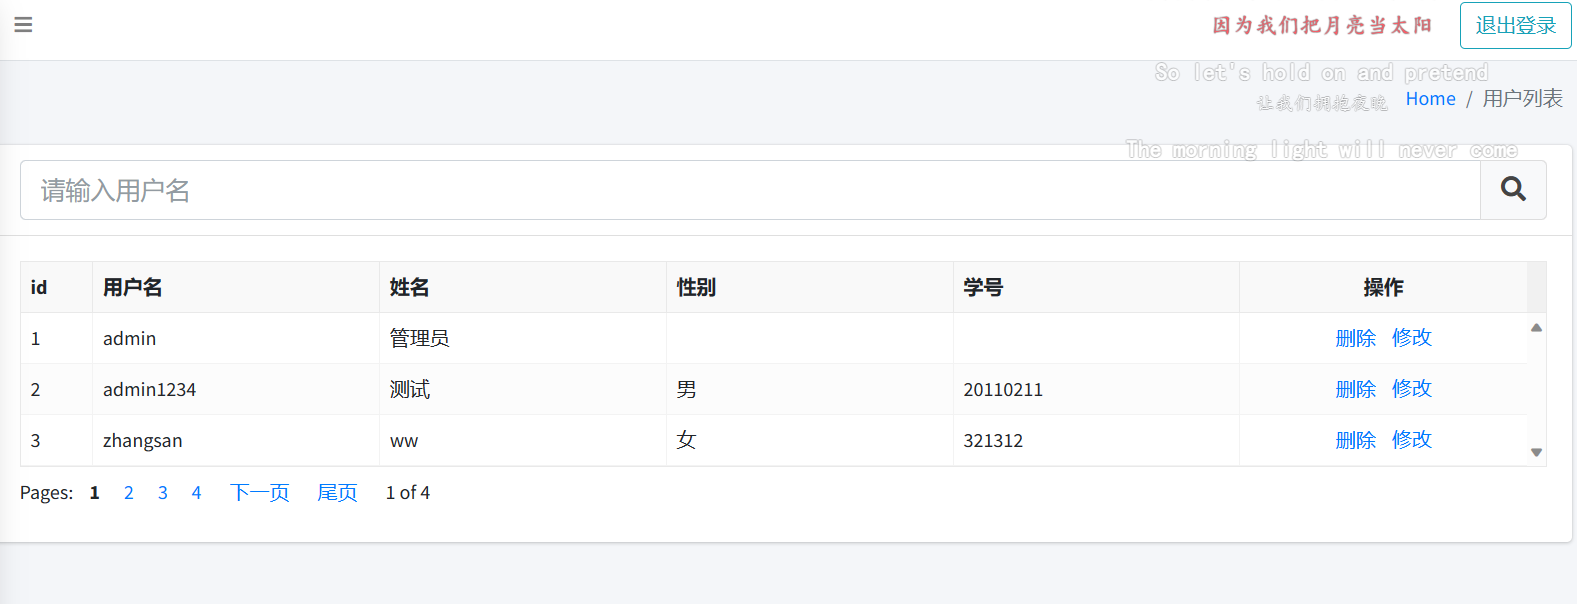 因为我们把月亮当太阳 退出登录
So let's hold on and pretend
让我们拥抱夜晚 Home / 用户列表
The morning light will never come
请输入用户名
id 用户名 姓名 性别 学号 操作
1 admin 管理员 删除 修改
2 admin1234 测试 男 20110211 删除 修改
3 zhangsan ww 女 321312 删除 修改
Pages: 1 2 3 4 下一页 尾页 1 of 4